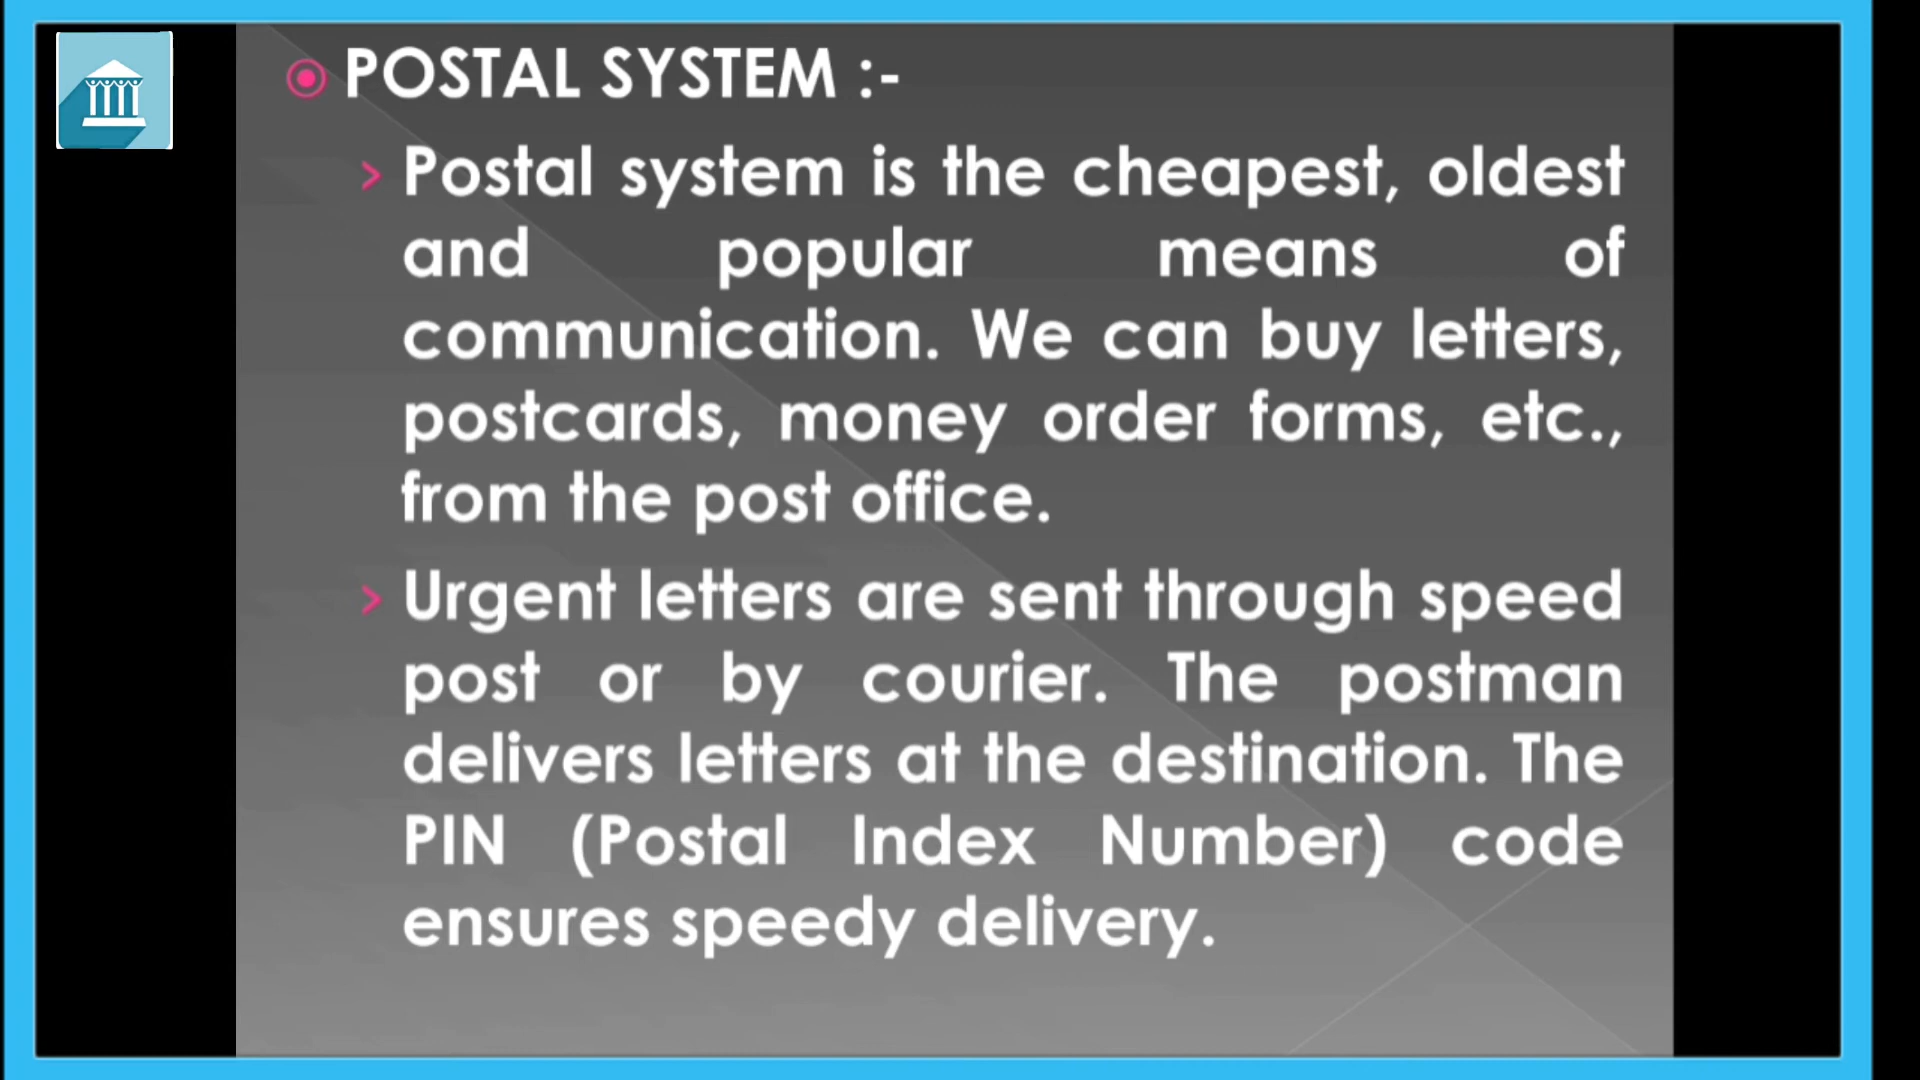 POSTAL SYSTEM :-
Postal system is the cheapest, oldest
and popular means of
communication. We can buy letters,
postcards, money order forms, etc.,
from the post office.
Urgent letters are sent through speed
post or by courier. The postman
delivers letters at the destination. The
PIN (Postal Index Number) code
ensures speedy delivery.